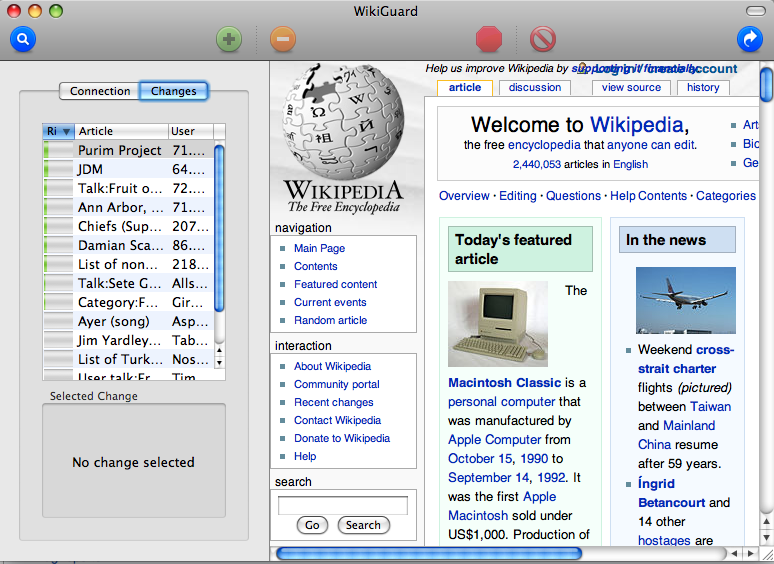 WikiGuard
Connection Changes
Ri Article User
Purim Project 71....
JDM 64....
Talk:Fruit o... 72....
Ann Arbor, ... 71....
Chiefs (Sup... 207...
Damian Sca... 86....
List of non... 218...
Talk:Sete G... Alls...
Category:F... Gir...
Ayer (song) Asp...
Jim Yardley... Tab...
List of Turk... Nos...
User talk:Fr... Tim...
Selected Change
No change selected
WIKIPEDIA
The Free Encyclopedia
navigation
Main Page
Contents
Featured content
Current events
Random article
interaction
About Wikipedia
Community portal
Recent changes
Contact Wikipedia
Donate to Wikipedia
Help
search
Go Search
Help us improve Wikipedia by supporting it financially.
Log in / create account
article discussion view source history
Welcome to Wikipedia,
the free encyclopedia that anyone can edit.
2,440,053 articles in English
Art
Bio
Ge
Overview · Editing · Questions · Help Contents · Categories
Today's featured
article
The
Macintosh Classic is a
personal computer that
was manufactured by
Apple Computer from
October 15, 1990 to
September 14, 1992. It
was the first Apple
Macintosh sold under
US$1,000. Production of
In the news
Weekend cross-
strait charter
flights (pictured)
between Taiwan
and Mainland
China resume
after 59 years.
Íngrid
Betancourt and
14 other
hostages are